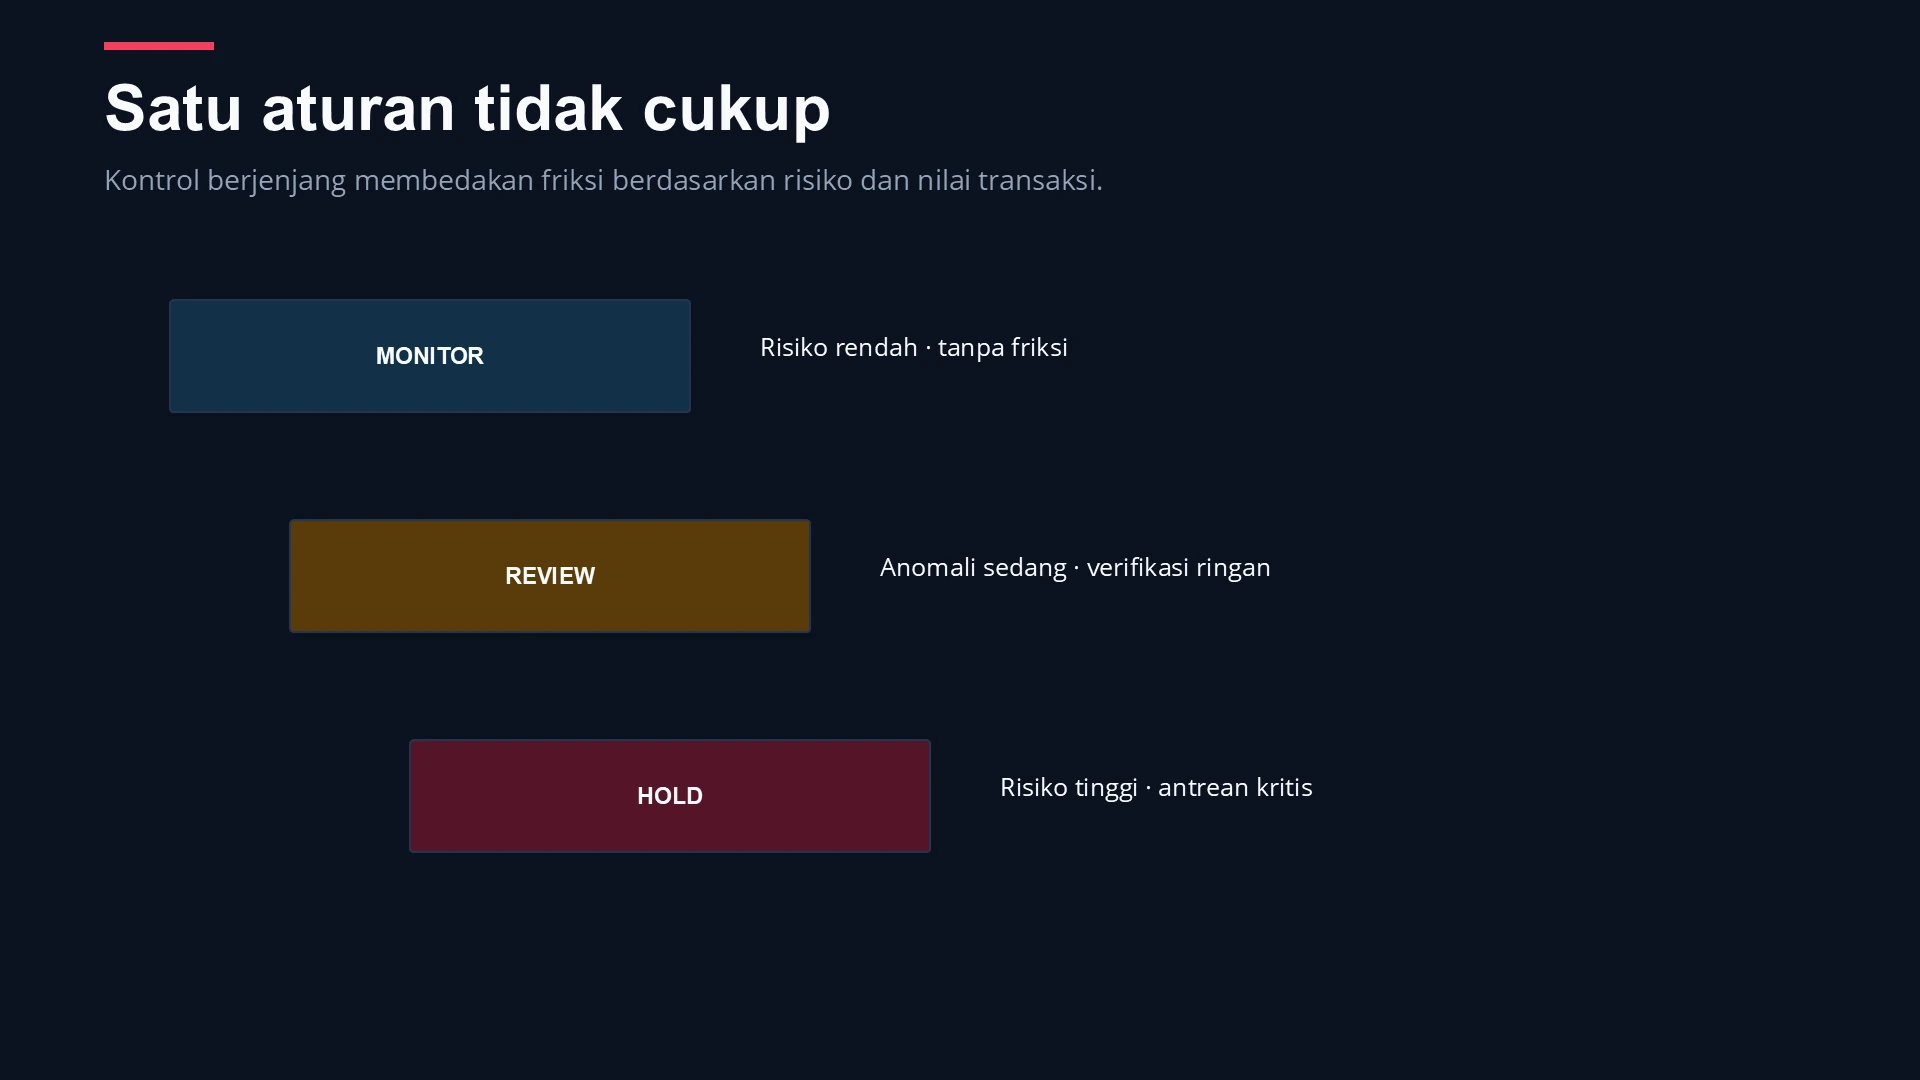 Satu aturan tidak cukup
Kontrol berjenjang membedakan friksi berdasarkan risiko dan nilai transaksi.
MONITOR
Risiko rendah · tanpa friksi
REVIEW
Anomali sedang · verifikasi ringan
HOLD
Risiko tinggi · antrean kritis